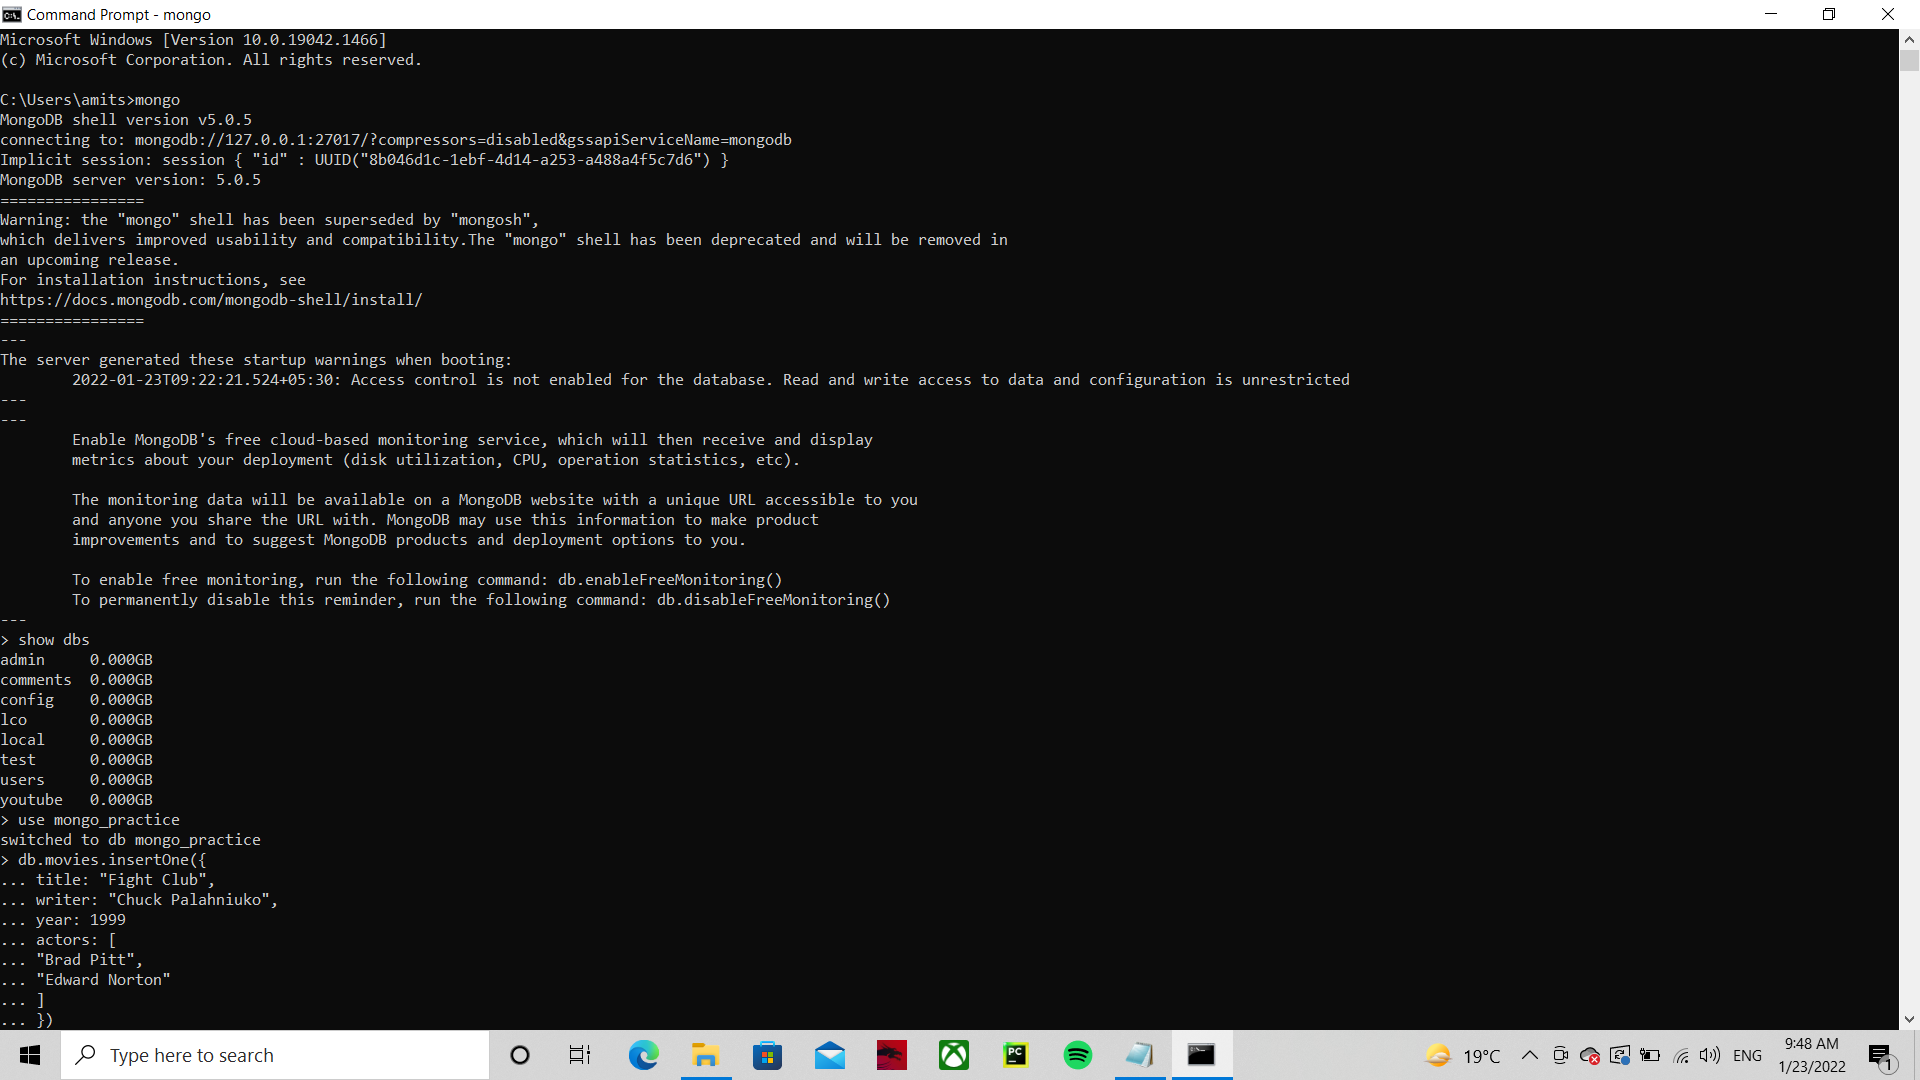 Command Prompt - mongo
Microsoft Windows [Version 10.0.19042.1466]
(c) Microsoft Corporation. All rights reserved.
C:\Users\amits>mongo
MongoDB shell version v5.0.5
connecting to: mongodb://127.0.0.1:27017/?compressors=disabled&gssapiServiceName=mongodb
Implicit session: session { "id" : UUID("8b046d1c-1ebf-4d14-a253-a488a4f5c7d6") }
MongoDB server version: 5.0.5
================
Warning: the "mongo" shell has been superseded by "mongosh",
which delivers improved usability and compatibility.The "mongo" shell has been deprecated and will be removed in
an upcoming release.
For installation instructions, see
https://docs.mongodb.com/mongodb-shell/install/
================
---
The server generated these startup warnings when booting:
2022-01-23T09:22:21.524+05:30: Access control is not enabled for the database. Read and write access to data and configuration is unrestricted
---
---
Enable MongoDB's free cloud-based monitoring service, which will then receive and display
metrics about your deployment (disk utilization, CPU, operation statistics, etc).
The monitoring data will be available on a MongoDB website with a unique URL accessible to you
and anyone you share the URL with. MongoDB may use this information to make product
improvements and to suggest MongoDB products and deployment options to you.
To enable free monitoring, run the following command: db.enableFreeMonitoring()
To permanently disable this reminder, run the following command: db.disableFreeMonitoring()
---
> show dbs
admin     0.000GB
comments  0.000GB
config    0.000GB
lco       0.000GB
local     0.000GB
test      0.000GB
users     0.000GB
youtube   0.000GB
> use mongo_practice
switched to db mongo_practice
> db.movies.insertOne({
... title: "Fight Club",
... writer: "Chuck Palahniuko",
... year: 1999
... actors: [
... "Brad Pitt",
... "Edward Norton"
... ]
... })
Type here to search
PC
19°C
ENG
9:48 AM
1/23/2022
1